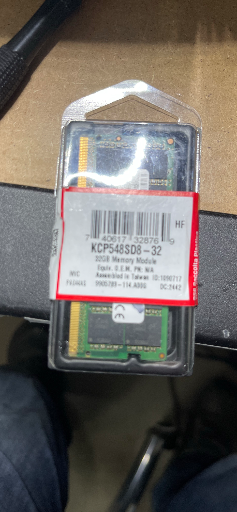 HF
7 40617 32876 9
KCP548SD8-32
32GB Memory Module
Equiv. O.E.M. PN: N/A
Assembled in Taiwan
9905789-114.A00G
DC:2442